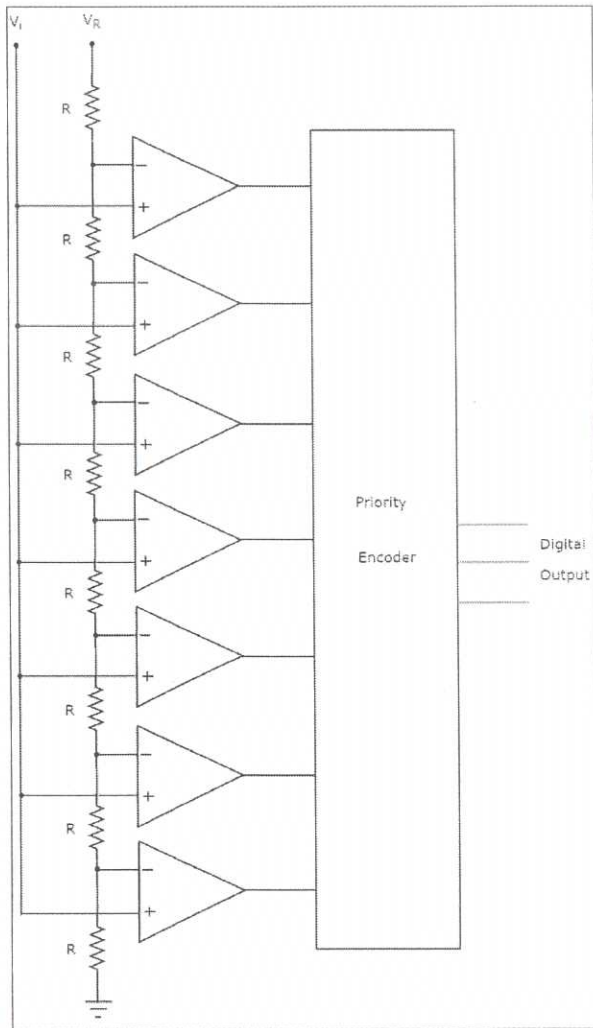 Vi VR
R
− +
R
− +
R
− +
R
− +
R
− +
R
− +
R
− +
R
Priority
Encoder
Digital
Output